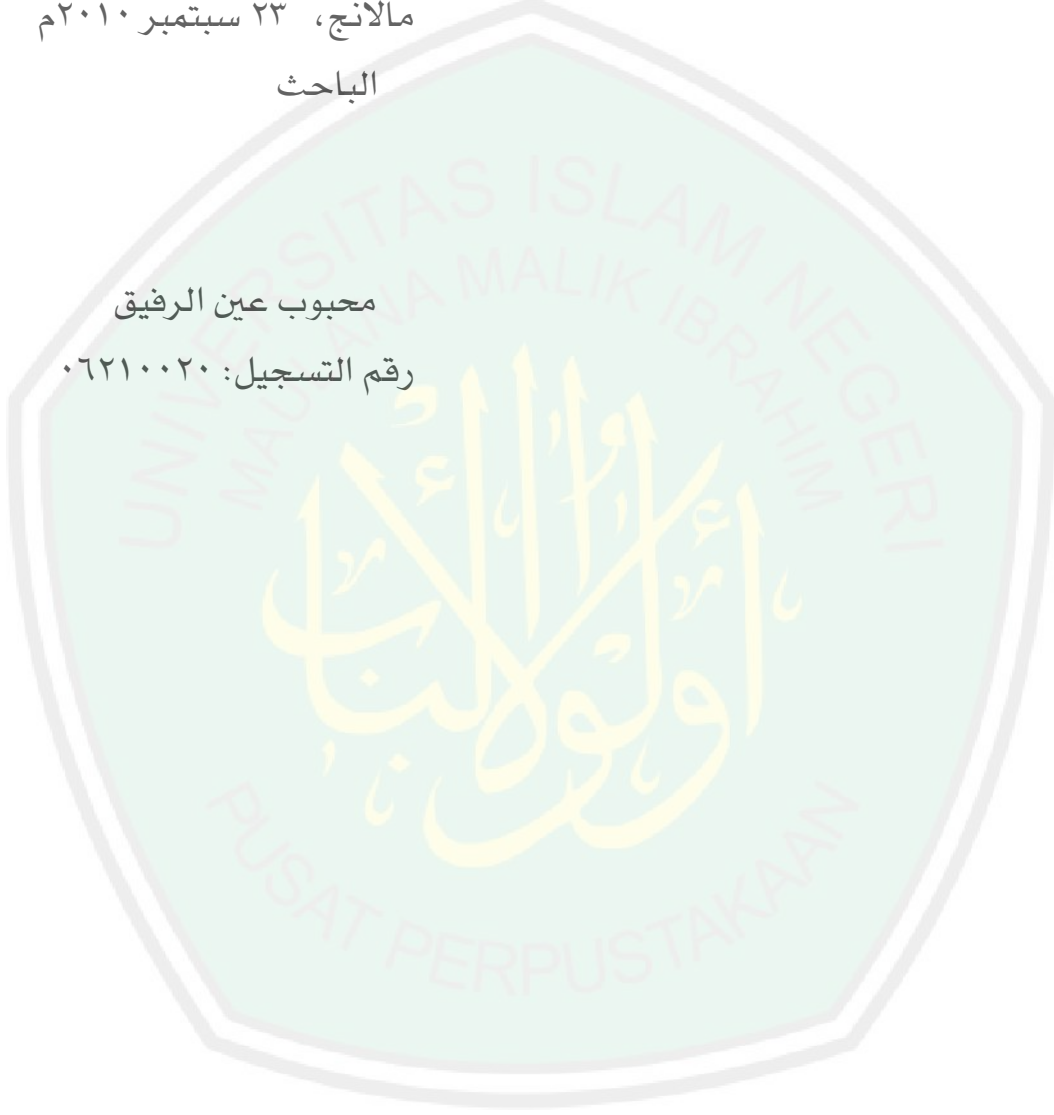 مالانج، ٢٣ سبتمبر ٢٠١٠م
الباحث
محبوب عين الرفيق
رقم التسجيل: ٠٦٢١٠٠٢٠
UNIVERSITAS ISLAM NEGERI
MAULANA MALIK IBRAHIM
أولوا الألباب
PUSAT PERPUSTAKAAN